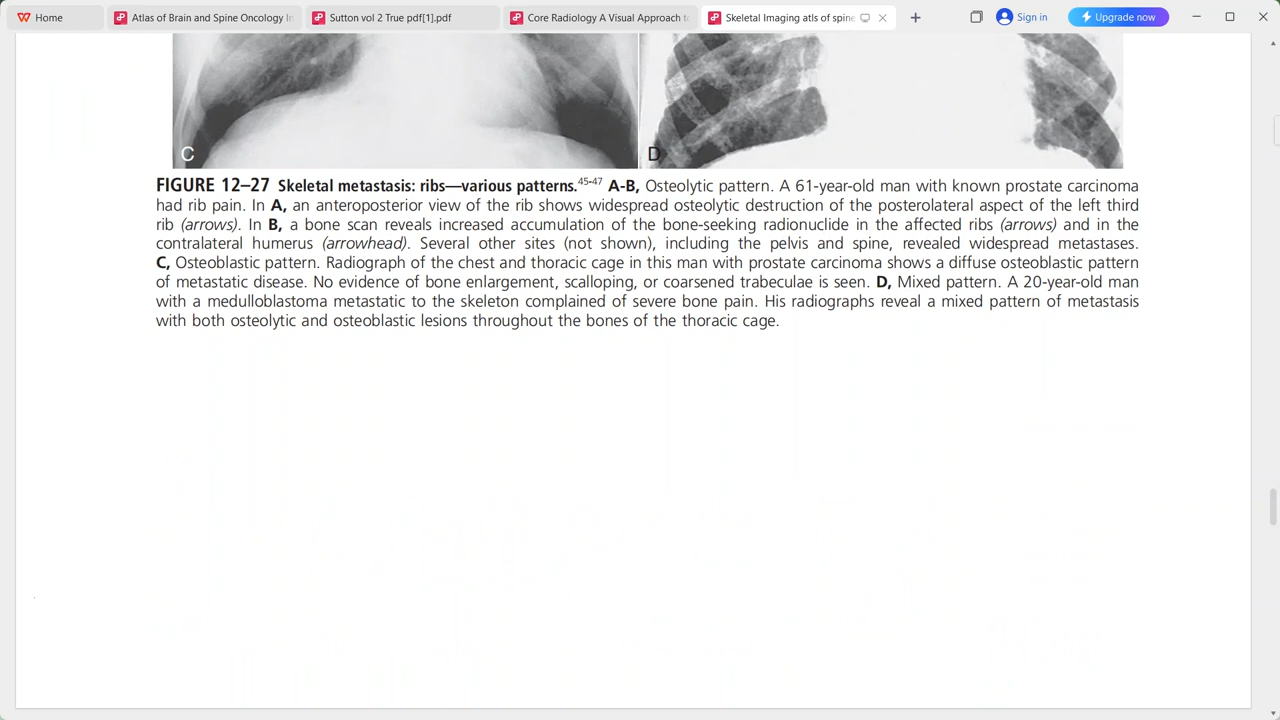 Home
Atlas of Brain and Spine Oncology
Sutton vol 2 True pdf[1].pdf
Core Radiology A Visual Approach
Skeletal Imaging atls of spine
Sign in
Upgrade now
C
D
FIGURE 12–27 Skeletal metastasis: ribs—various patterns.45-47 A-B, Osteolytic pattern. A 61-year-old man with known prostate carcinoma
had rib pain. In A, an anteroposterior view of the rib shows widespread osteolytic destruction of the posterolateral aspect of the left third
rib (arrows). In B, a bone scan reveals increased accumulation of the bone-seeking radionuclide in the affected ribs (arrows) and in the
contralateral humerus (arrowhead). Several other sites (not shown), including the pelvis and spine, revealed widespread metastases.
C, Osteoblastic pattern. Radiograph of the chest and thoracic cage in this man with prostate carcinoma shows a diffuse osteoblastic pattern
of metastatic disease. No evidence of bone enlargement, scalloping, or coarsened trabeculae is seen. D, Mixed pattern. A 20-year-old man
with a medulloblastoma metastatic to the skeleton complained of severe bone pain. His radiographs reveal a mixed pattern of metastasis
with both osteolytic and osteoblastic lesions throughout the bones of the thoracic cage.